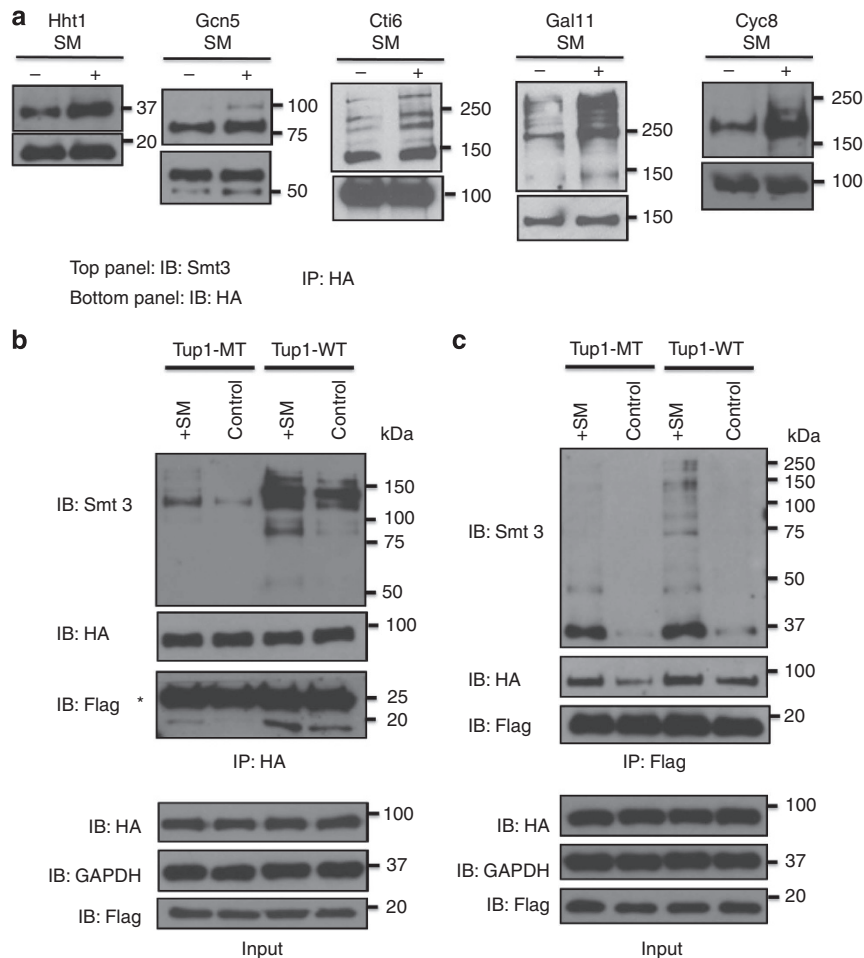 a
Hht1 Gcn5 Cti6 Gal11 Cyc8
SM SM SM SM SM
– + – + – + – + – +
37
20
100
75
50
250
150
100
250
150
150
250
150
100
Top panel: IB: Smt3
Bottom panel: IB: HA
IP: HA
b
Tup1-MT Tup1-WT
+SM Control +SM Control
kDa
IB: Smt 3
150
100
75
50
IB: HA
100
IB: Flag *
25
20
IP: HA
IB: HA
100
IB: GAPDH
37
IB: Flag
20
Input
c
Tup1-MT Tup1-WT
+SM Control +SM Control
kDa
IB: Smt 3
250
150
100
75
50
37
IB: HA
100
IB: Flag
20
IP: Flag
IB: HA
100
IB: GAPDH
37
IB: Flag
20
Input